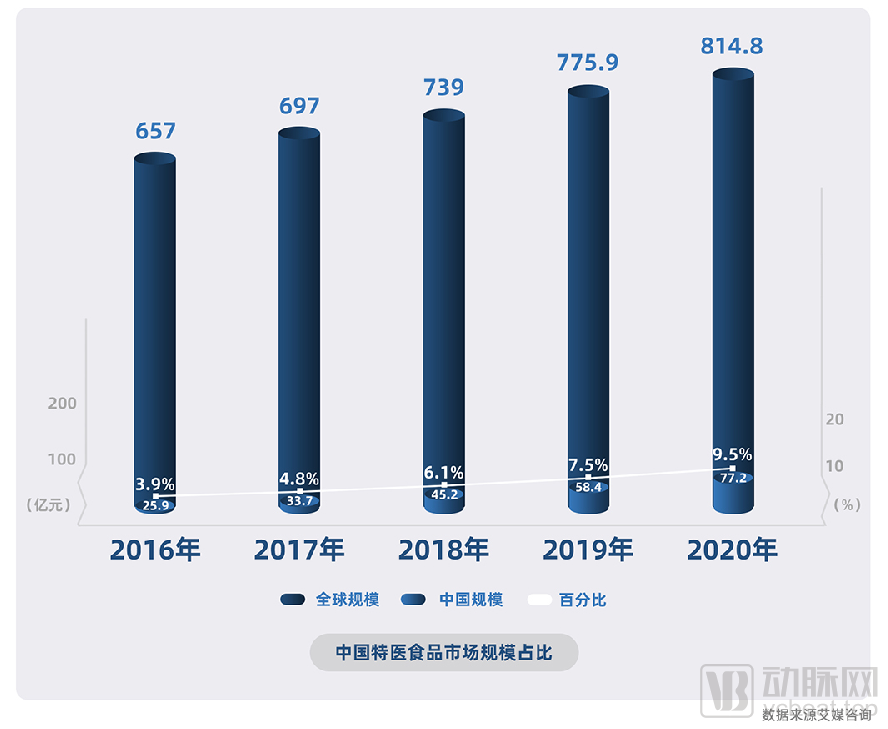 657
697
739
775.9
814.8
200
100
(亿元)
20
10
(%)
3.9%
4.8%
6.1%
7.5%
9.5%
25.9
33.7
45.2
58.4
77.2
2016年
2017年
2018年
2019年
2020年
全球规模
中国规模
百分比
中国特医食品市场规模占比
动脉网
vcbeat.top
数据来源艾媒咨询